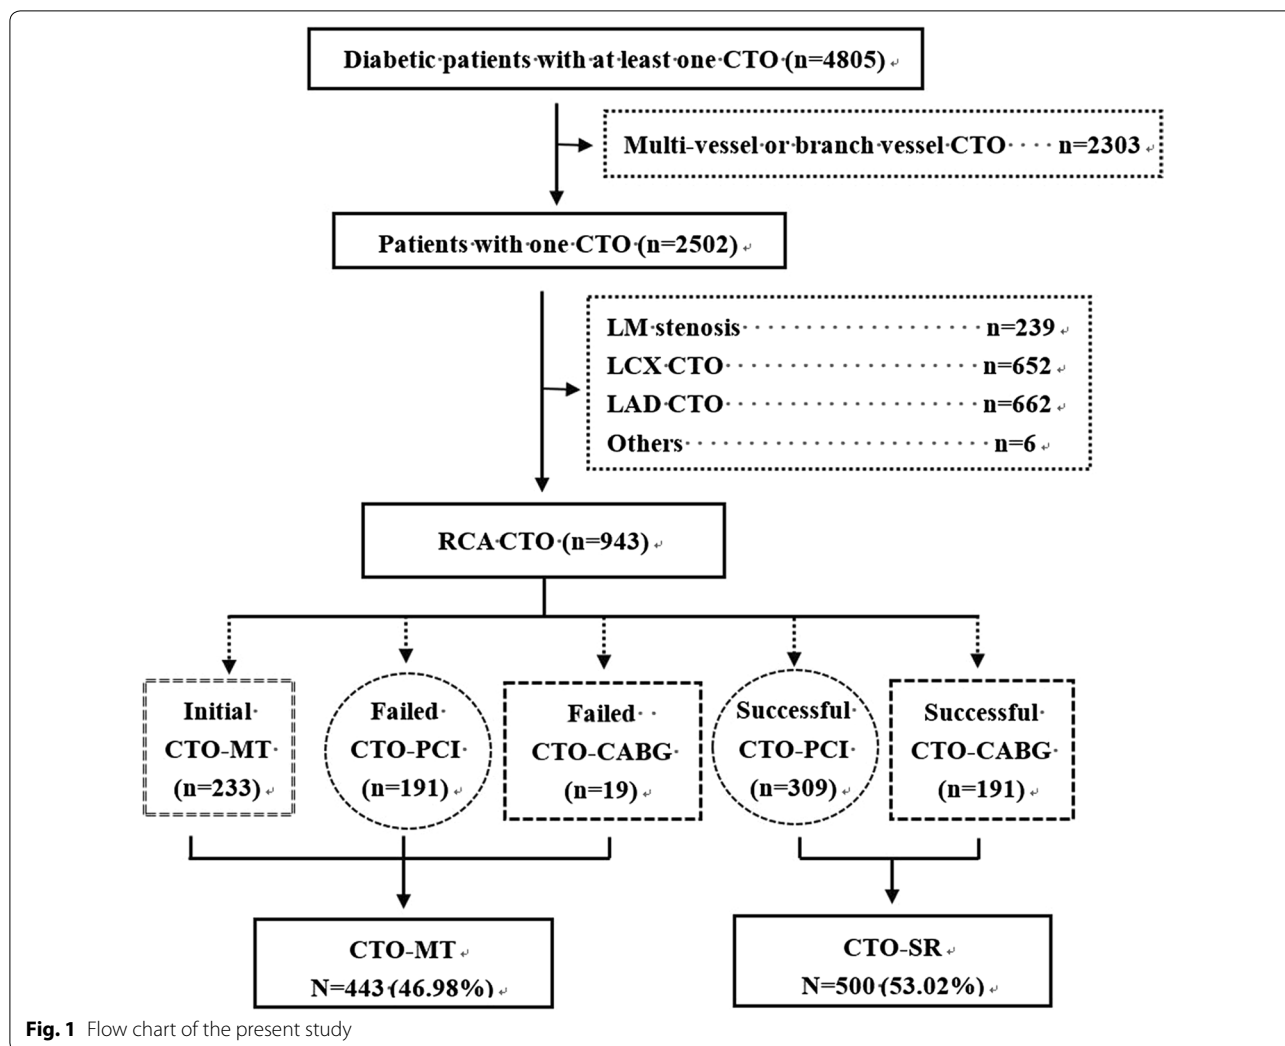 Diabetic patients with at least one CTO (n=4805)
Multi-vessel or branch vessel CTO n=2303
Patients with one CTO (n=2502)
LM stenosis n=239
LCX CTO n=652
LAD CTO n=662
Others n=6
RCA CTO (n=943)
Initial
CTO-MT
(n=233)
Failed
CTO-PCI
(n=191)
Failed
CTO-CABG
(n=19)
Successful
CTO-PCI
(n=309)
Successful
CTO-CABG
(n=191)
CTO-MT
N=443 (46.98%)
CTO-SR
N=500 (53.02%)
Fig. 1 Flow chart of the present study